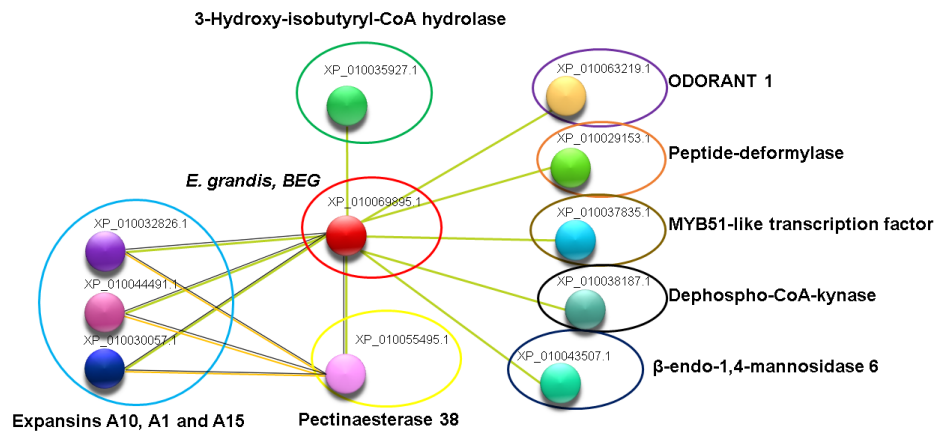 3-Hydroxy-isobutyryl-CoA hydrolase
XP_010035927.1
XP_010063219.1
ODORANT 1
XP_010029153.1
Peptide-deformylase
E. grandis, BEG
XP_010069895.1
XP_010037835.1
MYB51-like transcription factor
XP_010032826.1
XP_010044491.1
XP_010038187.1
Dephospho-CoA-kynase
XP_010030057.1
XP_010055495.1
XP_010043507.1
β-endo-1,4-mannosidase 6
Expansins A10, A1 and A15
Pectinaesterase 38